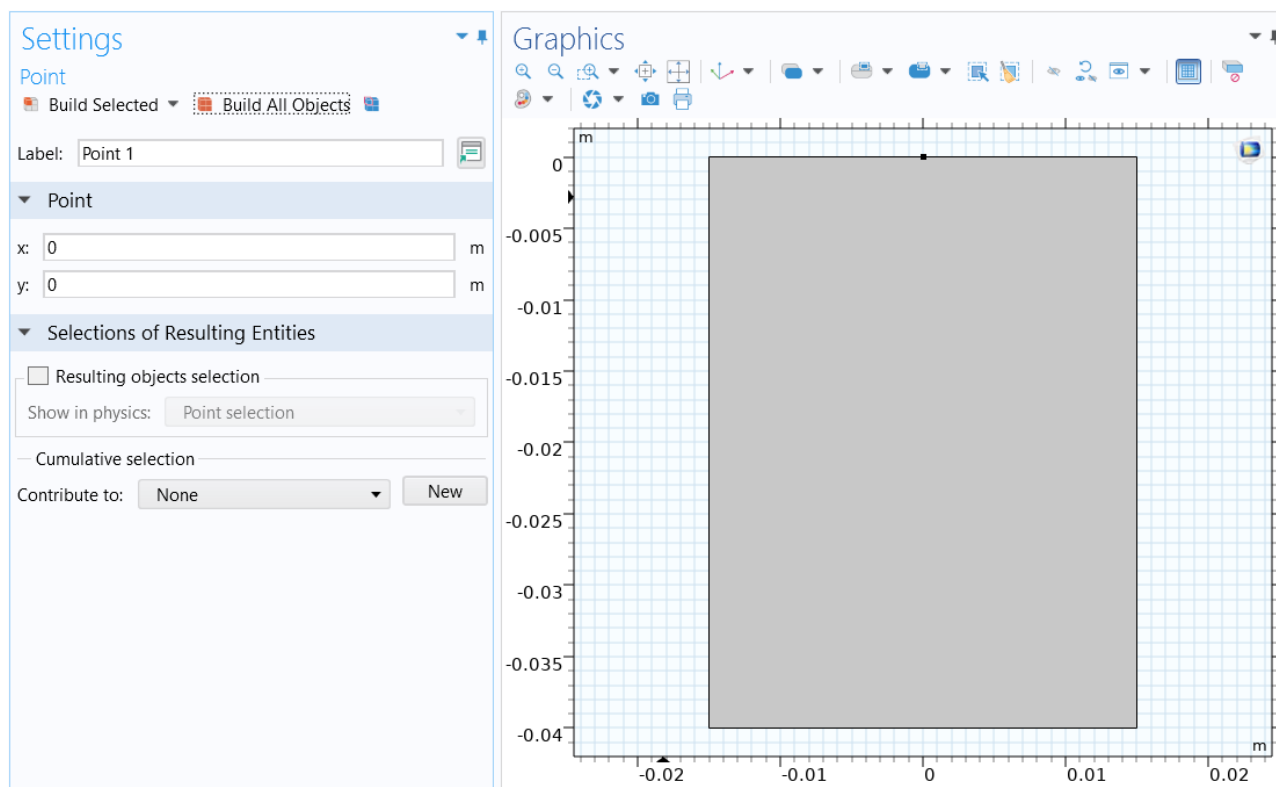 Settings
Point
Build Selected
Build All Objects
Label: Point 1
Point
x: 0 m
y: 0 m
Selections of Resulting Entities
Resulting objects selection
Show in physics: Point selection
Cumulative selection
Contribute to: None New
Graphics
m
0
-0.005
-0.01
-0.015
-0.02
-0.025
-0.03
-0.035
-0.04
m
-0.02 -0.01 0 0.01 0.02